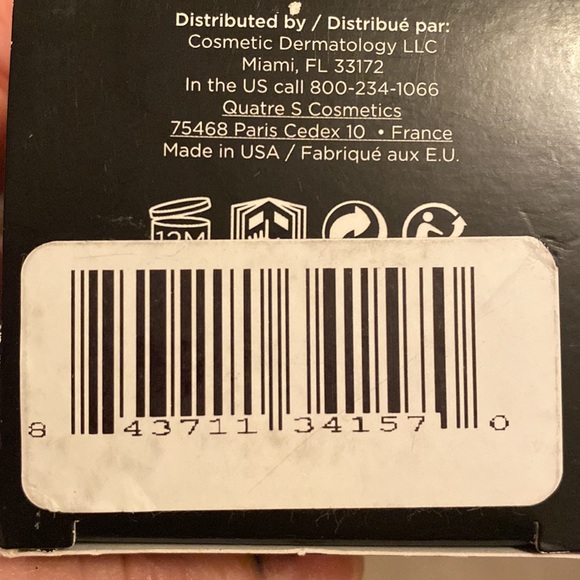 Distributed by / Distribué par:
Cosmetic Dermatology LLC
Miami, FL 33172
In the US call 800-234-1066
Quatre S Cosmetics
75468 Paris Cedex 10 • France
Made in USA / Fabriqué aux E.U.
12M
8 43711 34157 0